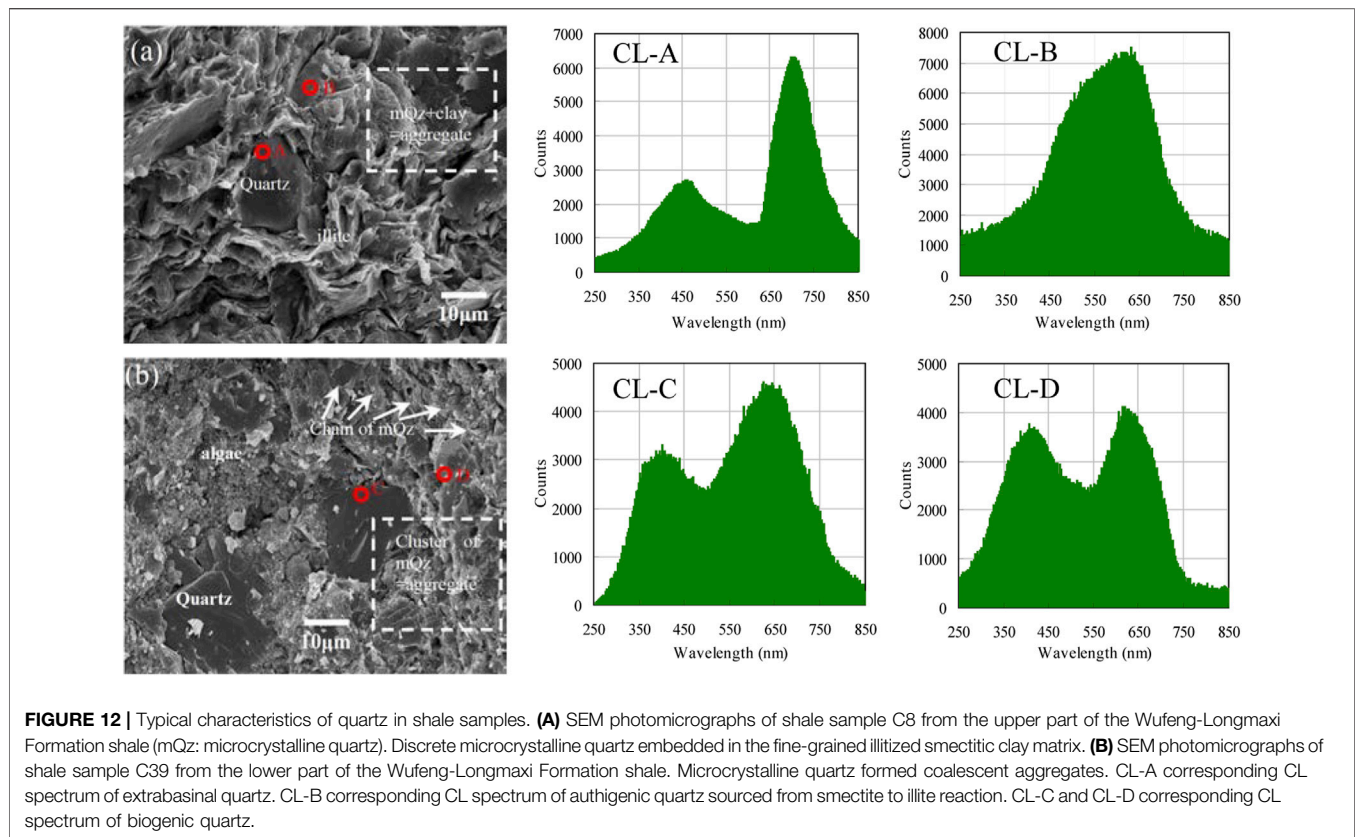 (a)
B
mQz+clay
=aggregate
A
Quartz
illite
10μm
CL-A
7000
6000
5000
4000
3000
2000
1000
0
Counts
250 350 450 550 650 750 850
Wavelength (nm)
CL-B
8000
7000
6000
5000
4000
3000
2000
1000
0
Counts
250 350 450 550 650 750 850
Wavelength (nm)
(b)
Chain of mQz
algae
D
C
Cluster of
mQz
=aggregate
Quartz
10μm
CL-C
5000
4000
3000
2000
1000
0
Counts
250 350 450 550 650 750 850
Wavelength (nm)
CL-D
5000
4000
3000
2000
1000
0
Counts
250 350 450 550 650 750 850
Wavelength (nm)
FIGURE 12 | Typical characteristics of quartz in shale samples. (A) SEM photomicrographs of shale sample C8 from the upper part of the Wufeng-Longmaxi
Formation shale (mQz: microcrystalline quartz). Discrete microcrystalline quartz embedded in the fine-grained illitized smectitic clay matrix. (B) SEM photomicrographs of
shale sample C39 from the lower part of the Wufeng-Longmaxi Formation shale. Microcrystalline quartz formed coalescent aggregates. CL-A corresponding CL
spectrum of extrabasinal quartz. CL-B corresponding CL spectrum of authigenic quartz sourced from smectite to illite reaction. CL-C and CL-D corresponding CL
spectrum of biogenic quartz.